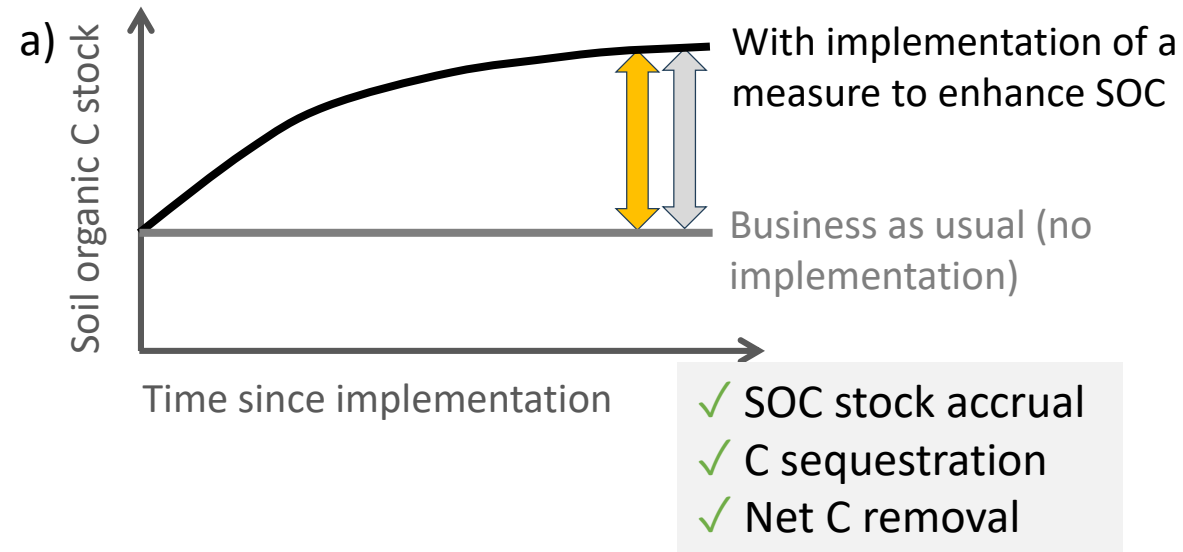 a)
Soil organic C stock
With implementation of a
measure to enhance SOC
Business as usual (no
implementation)
Time since implementation
✓ SOC stock accrual
✓ C sequestration
✓ Net C removal